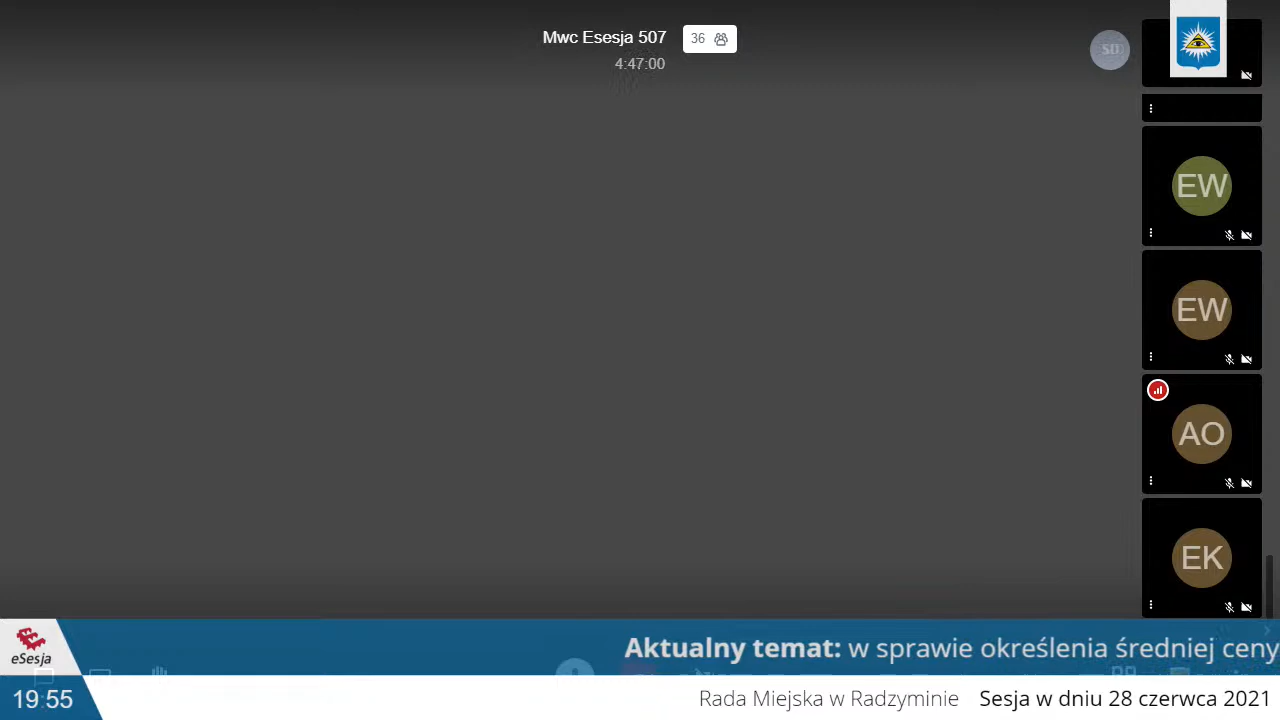 Mwc Esesja 507
36
4:47:00
SD
EW
EW
AO
EK
Aktualny temat: w sprawie określenia średniej ceny
eSesja
19:55
Rada Miejska w Radzyminie Sesja w dniu 28 czerwca 2021